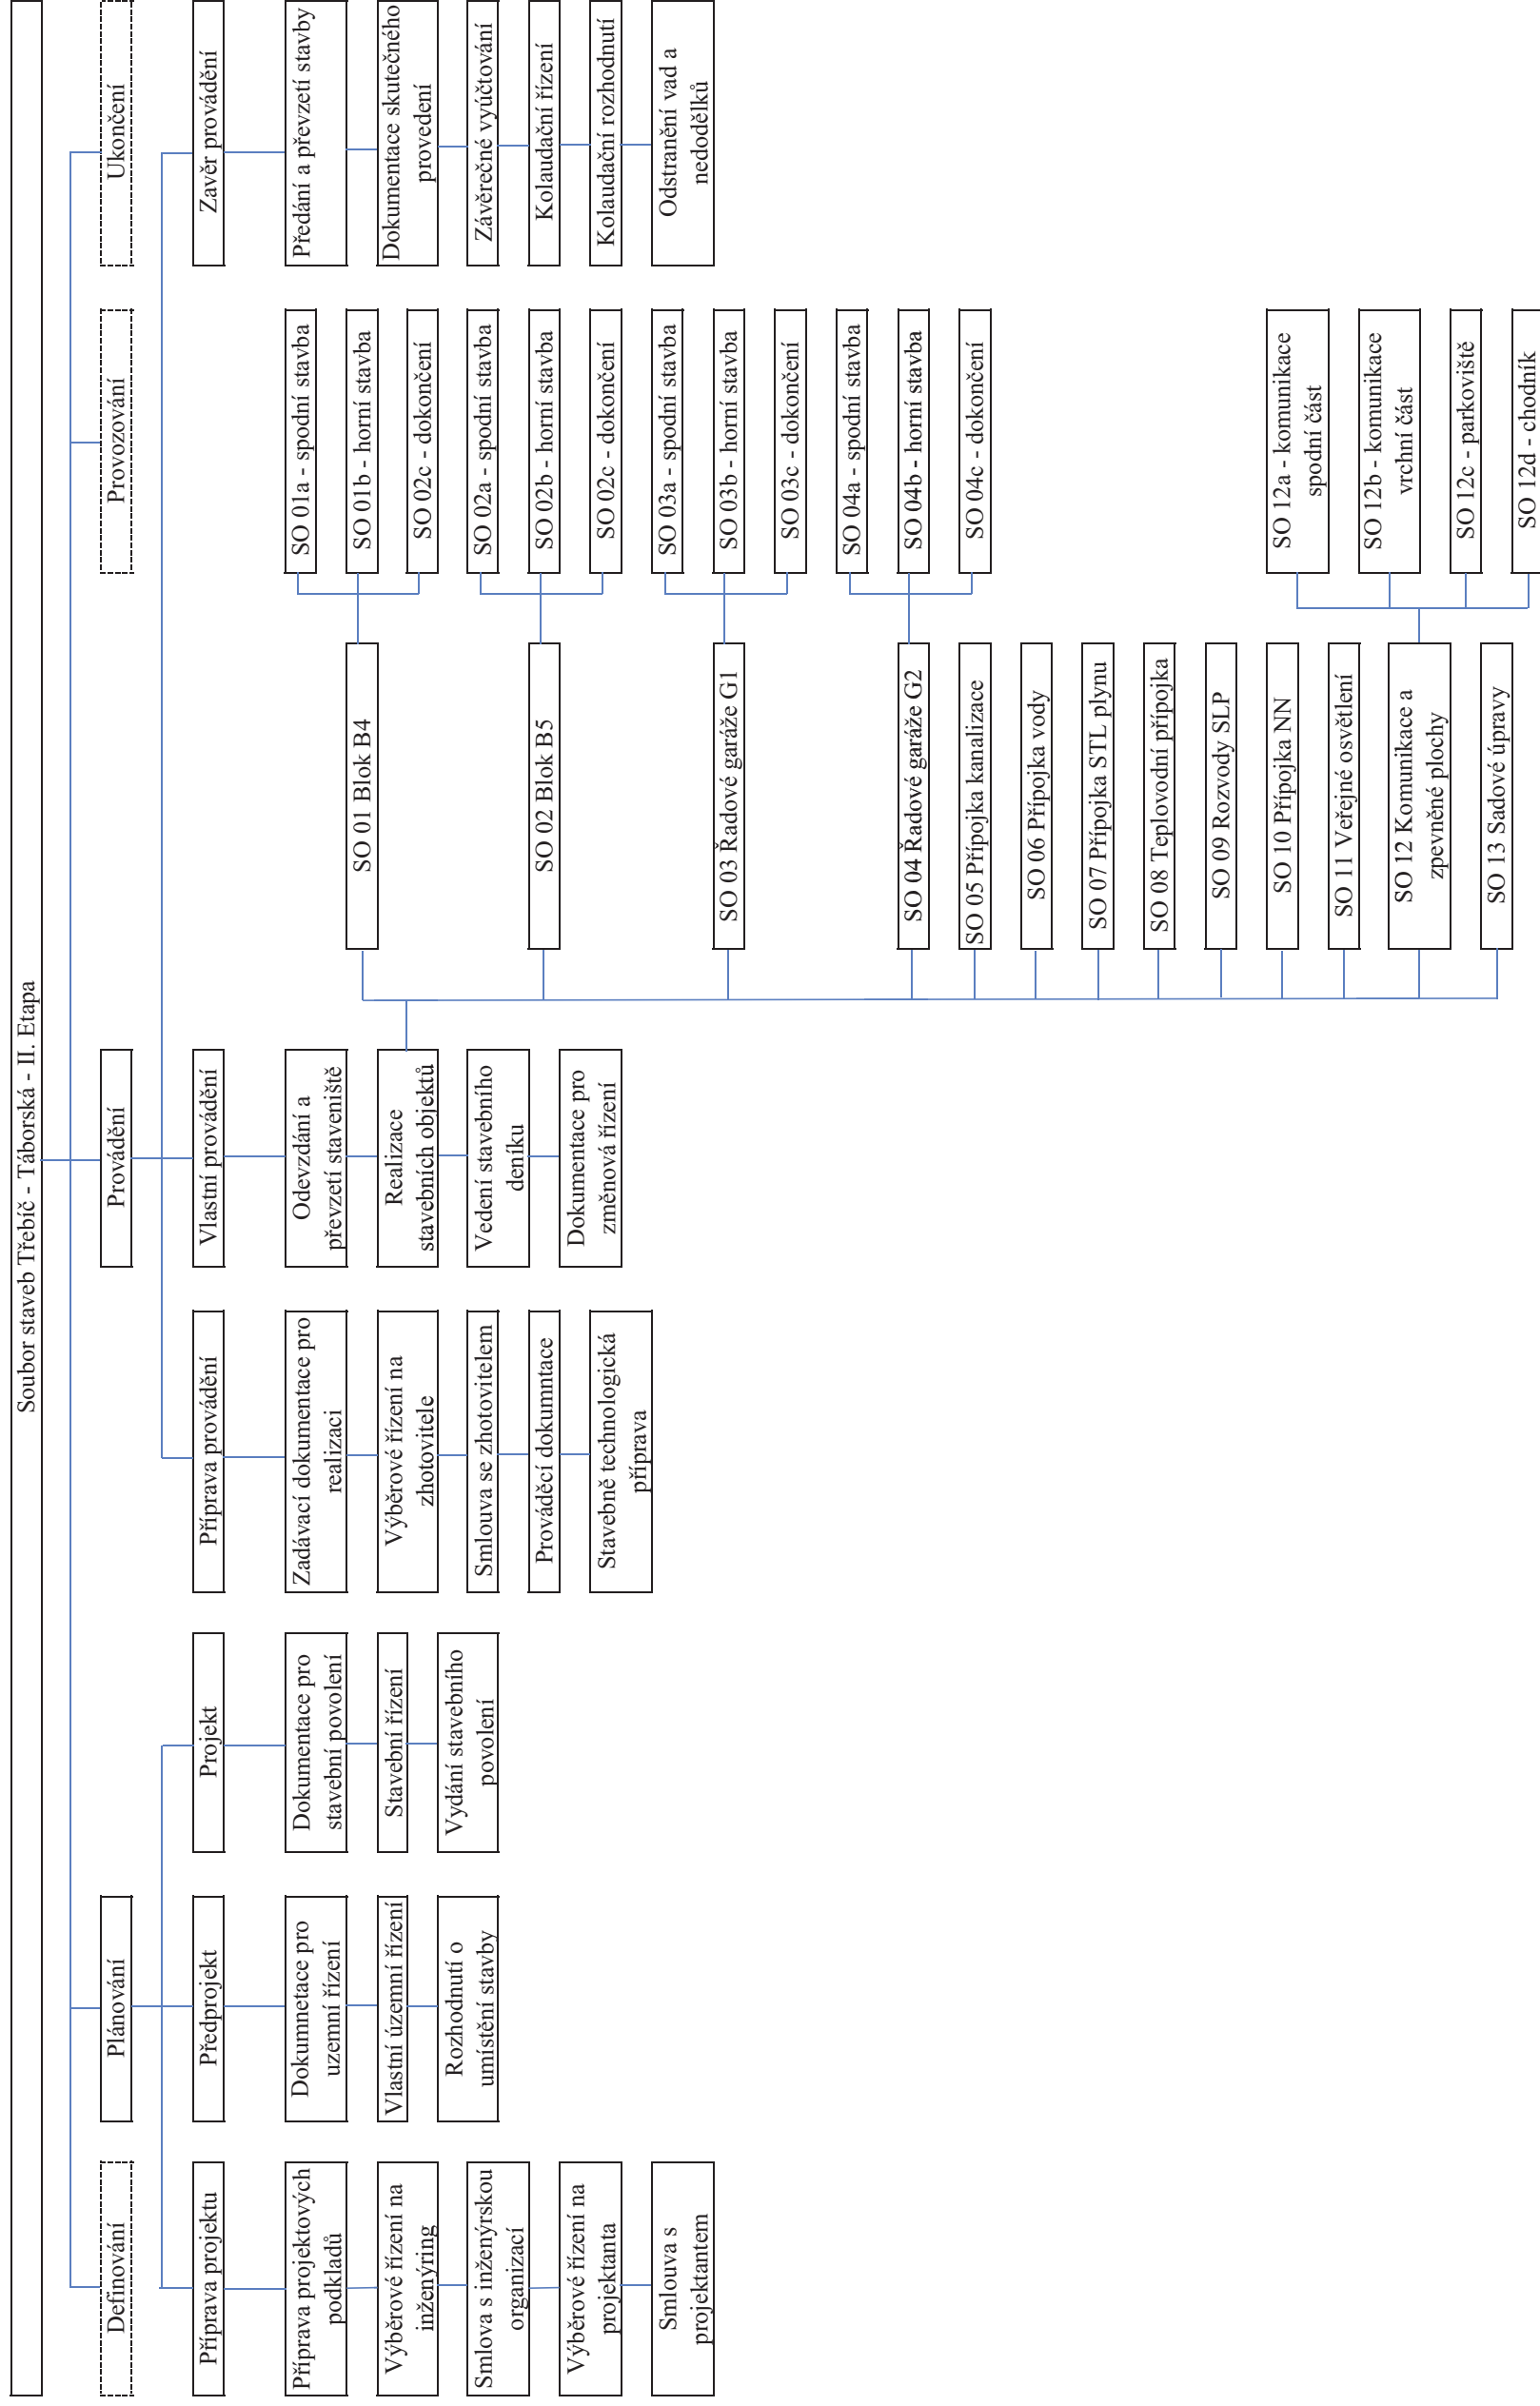 Soubor staveb Třebíč - Táborská - II. Etapa
Definování
Plánování
Provádění
Provozování
Ukončení
Příprava projektu
Předprojekt
Projekt
Příprava provádění
Vlastní provádění
Zavěr provádění
Příprava projektových
podkladů
Výběrové řízení na
inženýring
Smlova s inženýrskou
organizací
Výběrové řízení na
projektanta
Smlouva s
projektantem
Dokumnetace pro
uzemní řízení
Vlastní územní řízení
Rozhodnutí o
umístění stavby
Dokumentace pro
stavební povolení
Stavební řízení
Vydání stavebního
povolení
Zadávací dokumentace pro
realizaci
Výběrové řízení na
zhotovitele
Smlouva se zhotovitelem
Prováděcí dokumntace
Stavebně technologická
příprava
Odevzdání a
převzetí staveniště
Realizace
stavebních objektů
Vedení stavebního
deníku
Dokumentace pro
změnová řízení
SO 01 Blok B4
SO 02 Blok B5
SO 03 Řadové garáže G1
SO 04 Řadové garáže G2
SO 05 Přípojka kanalizace
SO 06 Přípojka vody
SO 07 Přípojka STL plynu
SO 08 Teplovodní přípojka
SO 09 Rozvody SLP
SO 10 Přípojka NN
SO 11 Veřejné osvětlení
SO 12 Komunikace a
zpevněné plochy
SO 13 Sadové úpravy
SO 01a - spodní stavba
SO 01b - horní stavba
SO 02c - dokončení
SO 02a - spodní stavba
SO 02b - horní stavba
SO 02c - dokončení
SO 03a - spodní stavba
SO 03b - horní stavba
SO 03c - dokončení
SO 04a - spodní stavba
SO 04b - horní stavba
SO 04c - dokončení
SO 12a - komunikace
spodní část
SO 12b - komunikace
vrchní část
SO 12c - parkoviště
SO 12d - chodník
Předání a převzetí stavby
Dokumentace skutečného
provedení
Závěrečné vyúčtování
Kolaudační řízení
Kolaudační rozhodnutí
Odstranění vad a
nedodělků